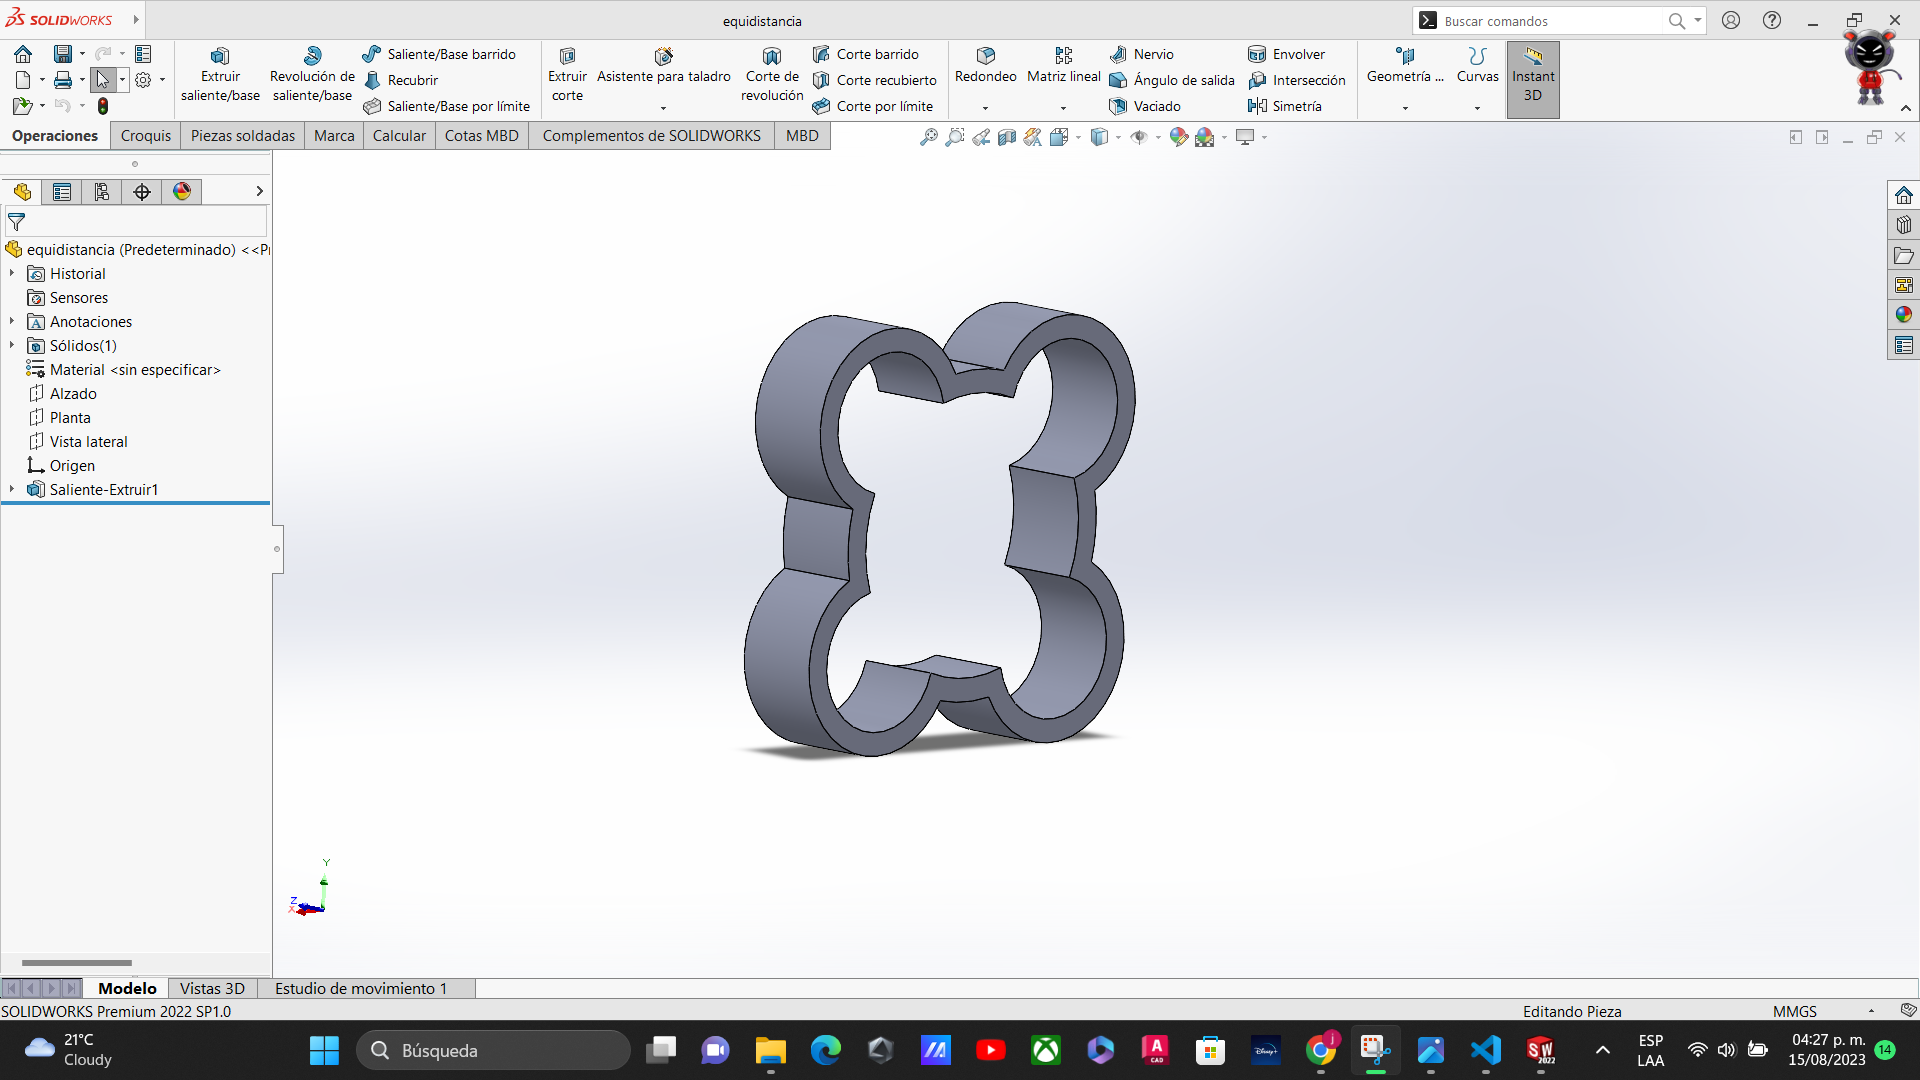 SOLIDWORKS
equidistancia
Buscar comandos
Extruir saliente/base
Revolución de saliente/base
Saliente/Base barrido
Recubrir
Saliente/Base por límite
Extruir corte
Asistente para taladro
Corte de revolución
Corte barrido
Corte recubierto
Corte por límite
Redondeo
Matriz lineal
Nervio
Ángulo de salida
Vaciado
Envolver
Intersección
Simetría
Geometría ...
Curvas
Instant 3D
Operaciones
Croquis
Piezas soldadas
Marca
Calcular
Cotas MBD
Complementos de SOLIDWORKS
MBD
equidistancia (Predeterminado) <<P
Historial
Sensores
Anotaciones
Sólidos(1)
Material <sin especificar>
Alzado
Planta
Vista lateral
Origen
Saliente-Extruir1
Y
Z
X
Modelo
Vistas 3D
Estudio de movimiento 1
SOLIDWORKS Premium 2022 SP1.0
Editando Pieza
MMGS
21°C
Cloudy
Búsqueda
A
CAD
Disney+
j
SW
2022
ESP
LAA
04:27 p. m.
15/08/2023
14